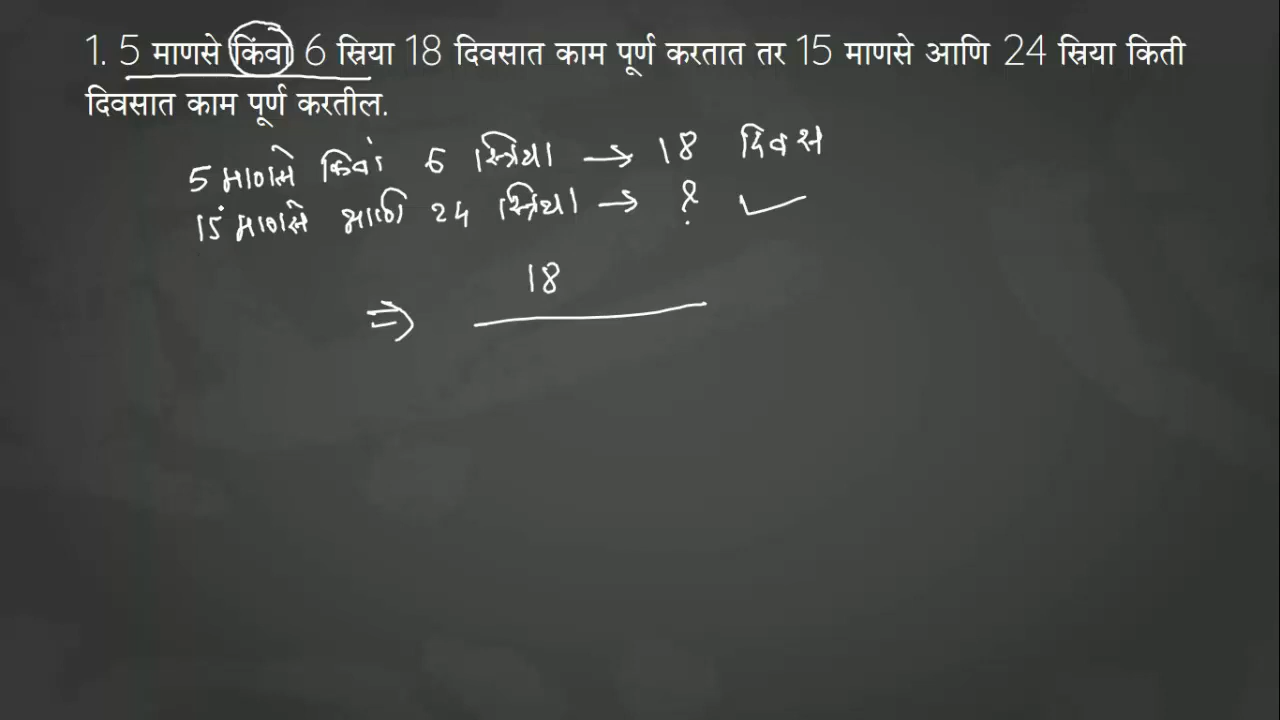 1. 5 माणसे किंवा 6 स्त्रिया 18 दिवसात काम पूर्ण करतात तर 15 माणसे आणि 24 स्त्रिया किती
दिवसात काम पूर्ण करतील.
5 माणसे किंवा 6 स्त्रिया → 18 दिवस
15 माणसे आणि 24 स्त्रिया → ?
18
⇒